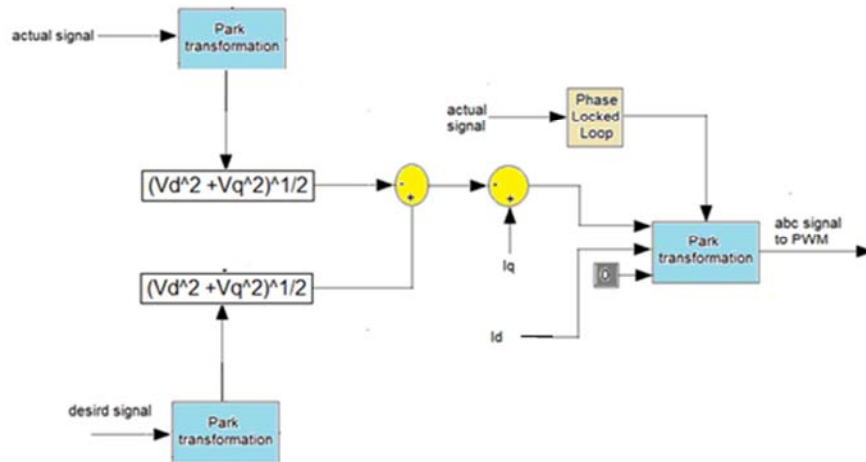 actual signal
Park
transformation
(Vd^2 +Vq^2)^1/2
-
+
-
+
actual
signal
Phase
Locked
Loop
Iq
Id
0
Park
transformation
abc signal
to PWM
(Vd^2 +Vq^2)^1/2
desird signal
Park
transformation